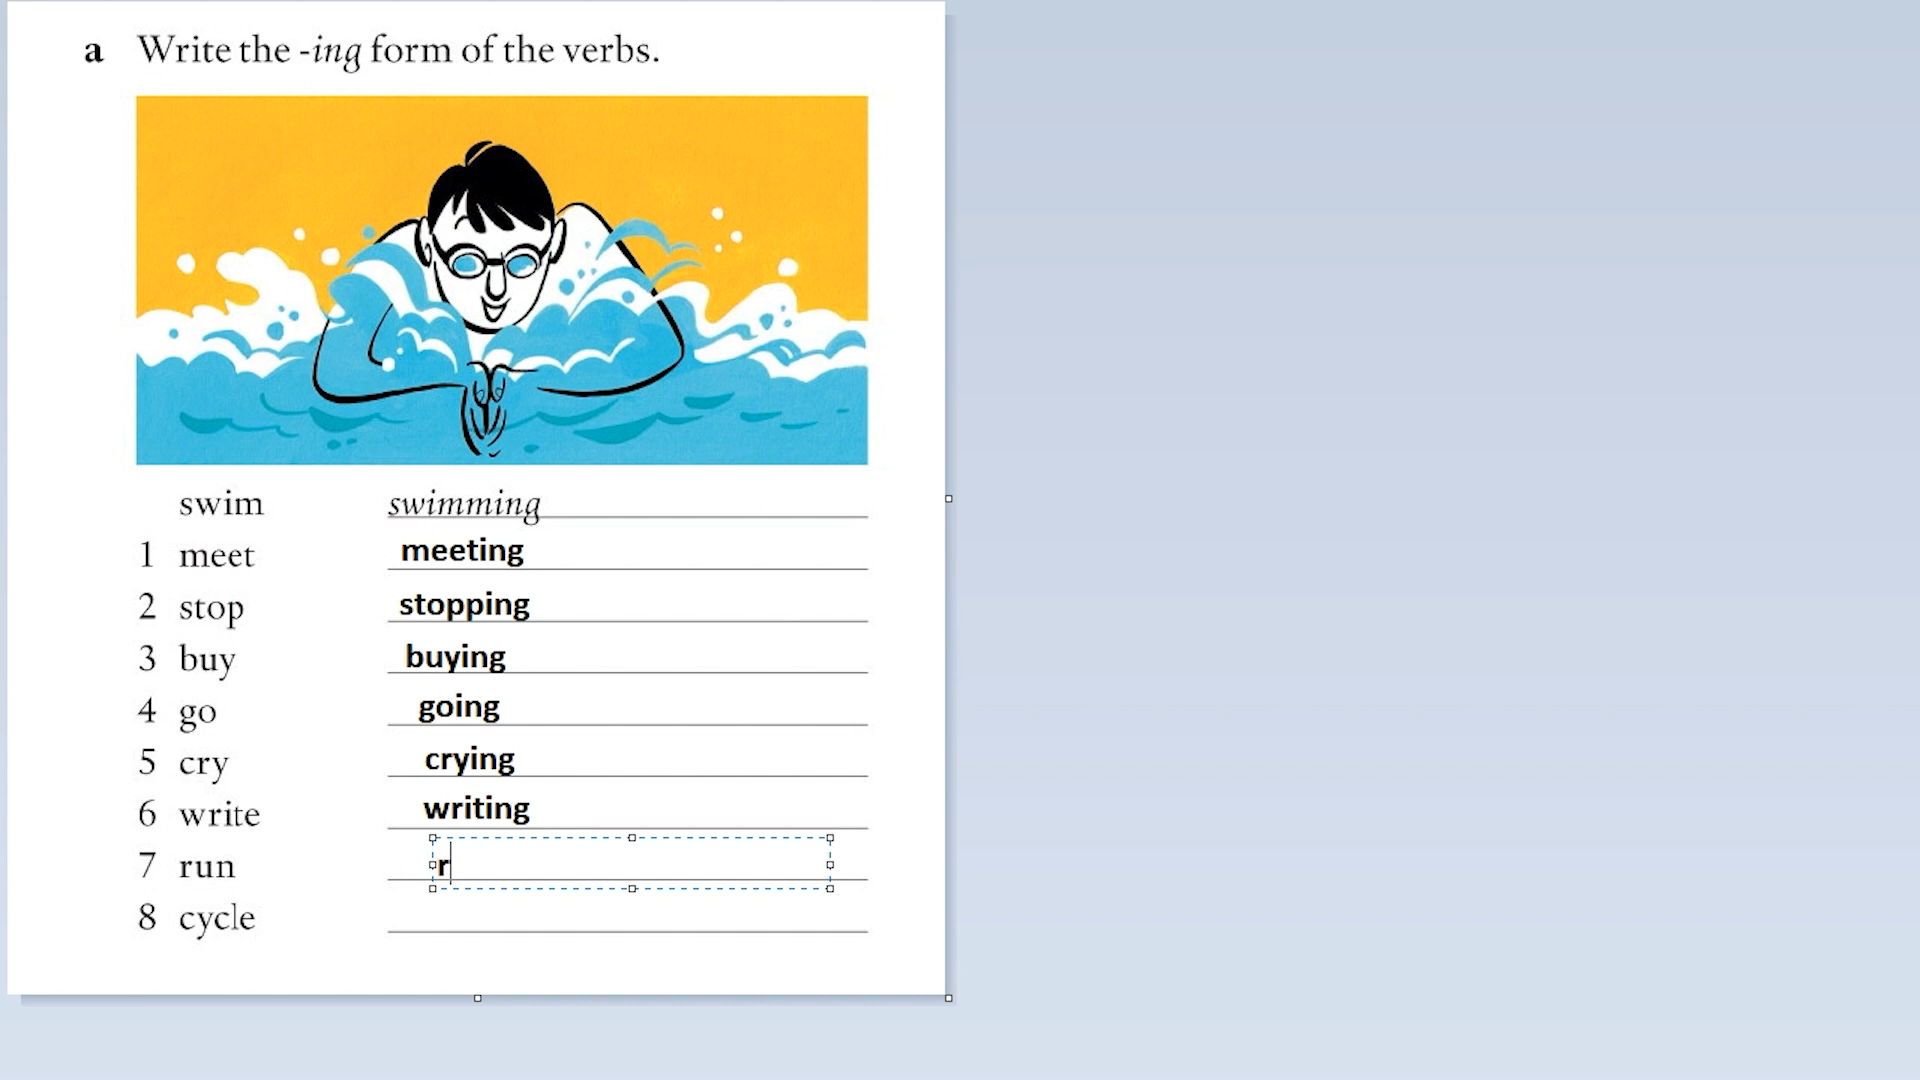 a Write the -ing form of the verbs.
swim swimming
1 meet meeting
2 stop stopping
3 buy buying
4 go going
5 cry crying
6 write writing
7 run r
8 cycle